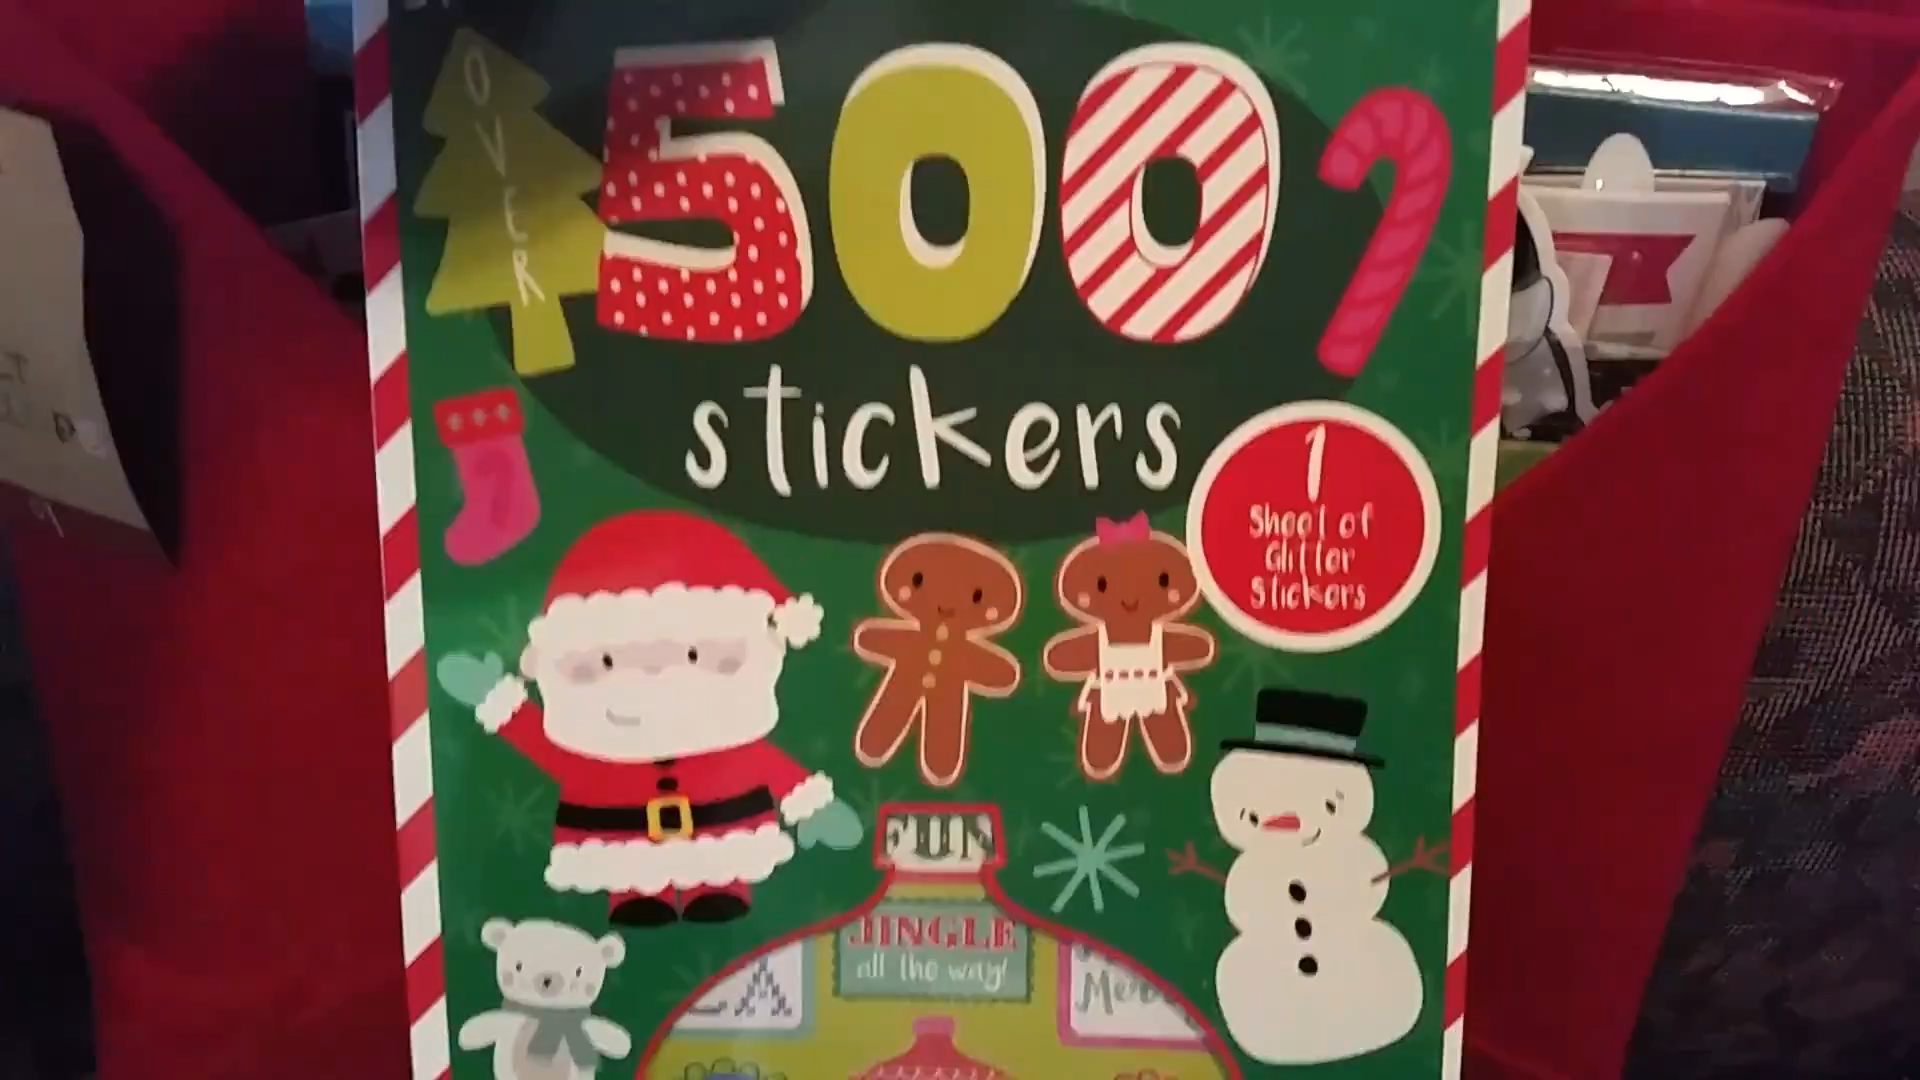 OVER
500
stickers
1
Sheet of
Glitter
Stickers
FUN
JINGLE
all the way!